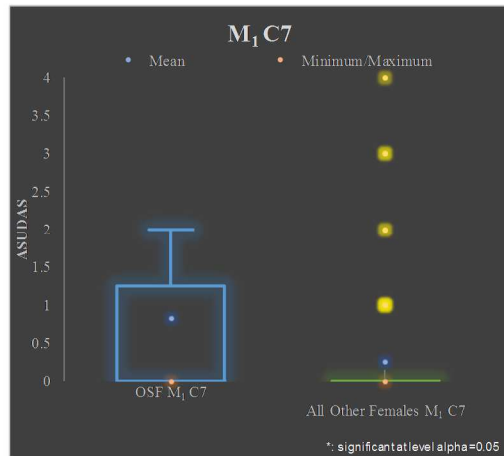 M₁ C7
Mean
Minimum/Maximum
4
3.5
3
2.5
2
1.5
1
0.5
0
ASUDAS
OSF M₁ C7
All Other Females M₁ C7
*: significant at level alpha=0.05